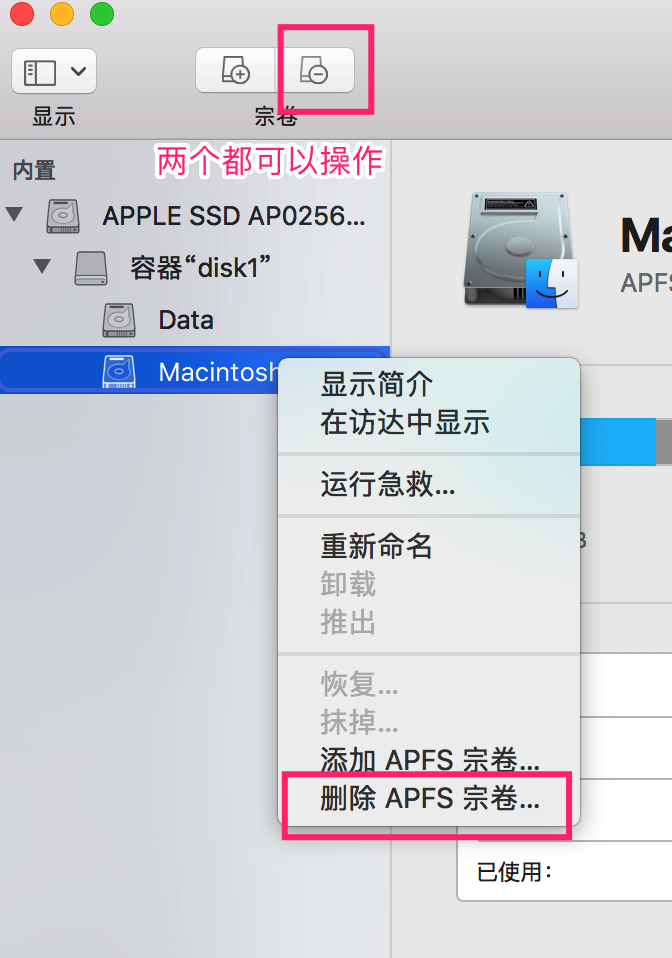 显示
宗卷
两个都可以操作
内置
APPLE SSD AP0256...
容器“disk1”
Data
Macintosh
Ma
APFS
显示简介
在访达中显示
运行急救...
重新命名
卸载
推出
恢复...
抹掉...
添加 APFS 宗卷...
删除 APFS 宗卷...
已使用：